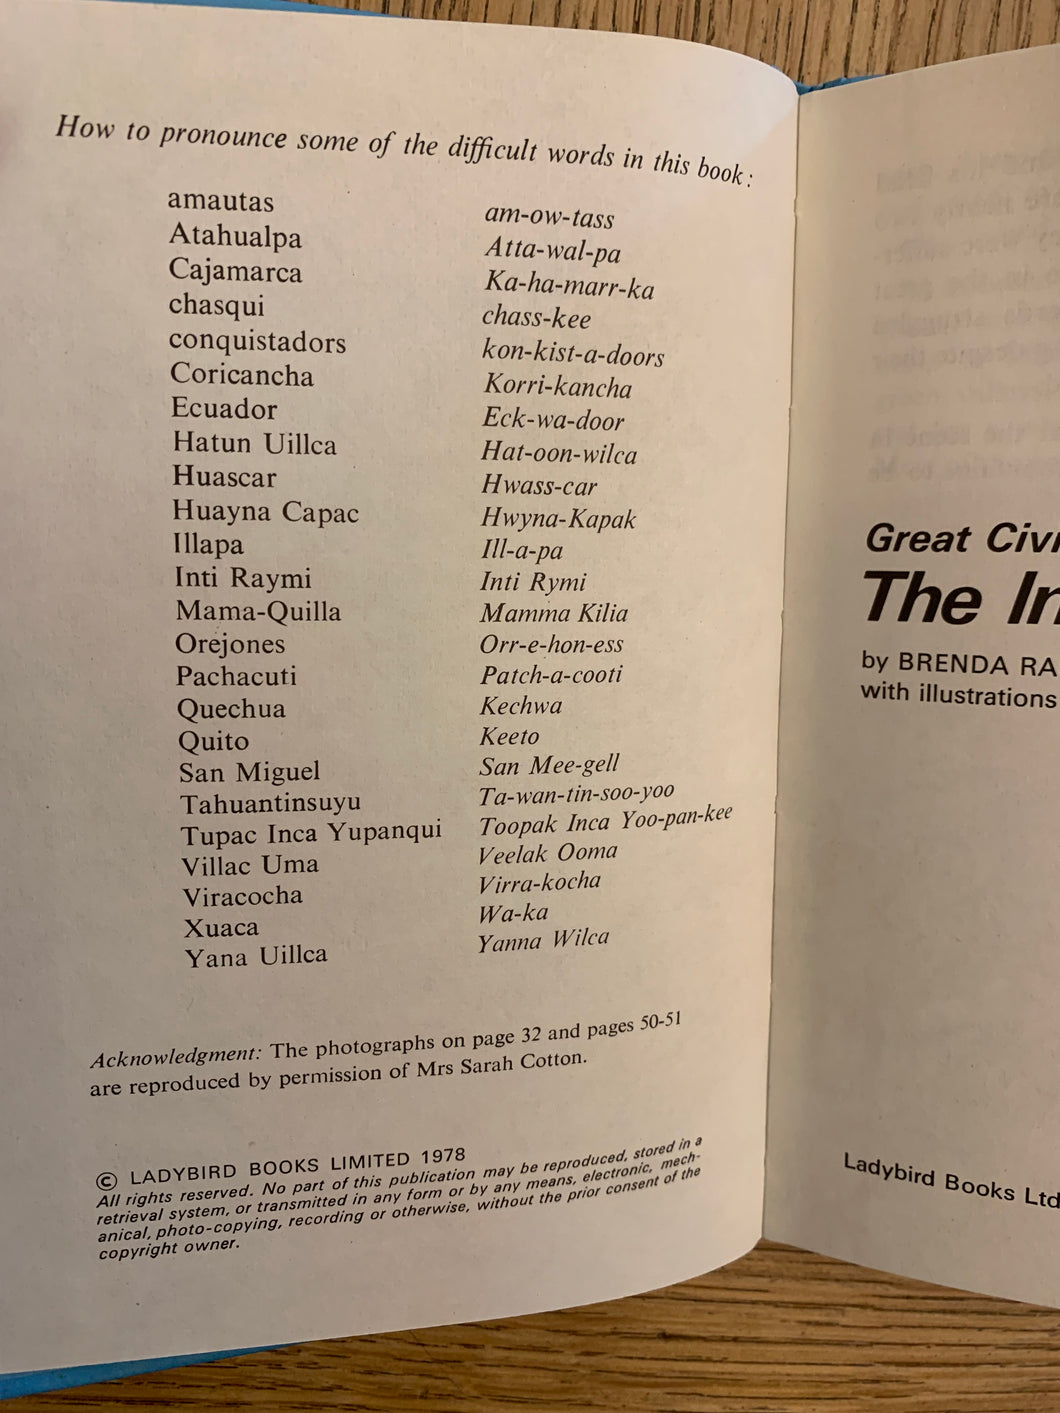 How to pronounce some of the difficult words in this book:
amautas am-ow-tass
Atahualpa Atta-wal-pa
Cajamarca Ka-ha-marr-ka
chasqui chass-kee
conquistadors kon-kist-a-doors
Coricancha Korri-kancha
Ecuador Eck-wa-door
Hatun Uillca Hat-oon-wilca
Huascar Hwass-car
Huayna Capac Hwyna-Kapak
Illapa Ill-a-pa
Inti Raymi Inti Rymi
Mama-Quilla Mamma Kilia
Orejones Orr-e-hon-ess
Pachacuti Patch-a-cooti
Quechua Kechwa
Quito Keeto
San Miguel San Mee-gell
Tahuantinsuyu Ta-wan-tin-soo-yoo
Tupac Inca Yupanqui Toopak Inca Yoo-pan-kee
Villac Uma Veelak Ooma
Viracocha Virra-kocha
Xuaca Wa-ka
Yana Uillca Yanna Wilca
Acknowledgment: The photographs on page 32 and pages 50-51
are reproduced by permission of Mrs Sarah Cotton.
© LADYBIRD BOOKS LIMITED 1978
All rights reserved. No part of this publication may be reproduced, stored in a
retrieval system, or transmitted in any form or by any means, electronic, mech-
anical, photo-copying, recording or otherwise, without the prior consent of the
copyright owner.
Great Civi
The In
by BRENDA RA
with illustrations
Ladybird Books Ltd